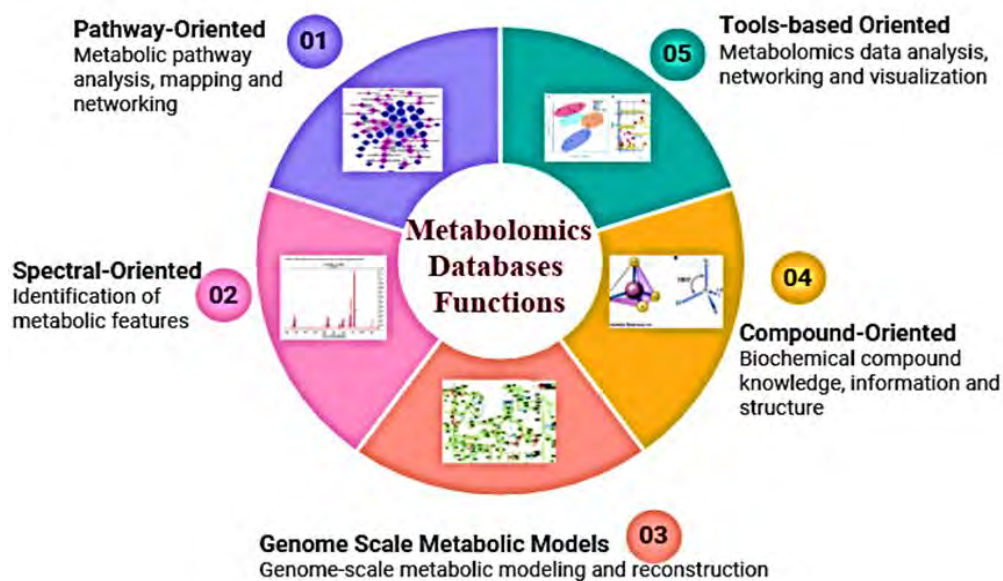 Pathway-Oriented
Metabolic pathway
analysis, mapping and
networking
01
05
Tools-based Oriented
Metabolomics data analysis,
networking and visualization
Metabolomics
Databases
Functions
Spectral-Oriented
Identification of
metabolic features
02
04
Compound-Oriented
Biochemical compound
knowledge, information and
structure
03
Genome Scale Metabolic Models
Genome-scale metabolic modeling and reconstruction